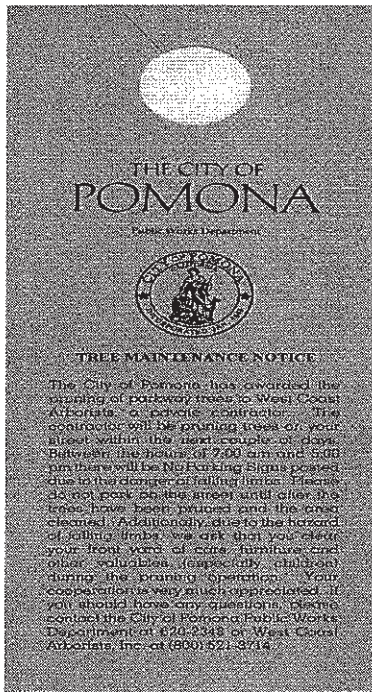 THE CITY OF
POMONA
Public Works Department
CITY OF POMONA
TREE MAINTENANCE NOTICE
The City of Pomona has awarded the
pruning of parkway trees to West Coast
Arborists, a private contractor. The
contractor will be pruning trees on your
street within the next couple of days.
Between the hours of 7:00 am and 5:00
pm there will be No Parking Signs posted
due to the danger of falling limbs. Please
do not park on the street until after the
trees have been pruned and the area
cleaned. Additionally, due to the hazard
of falling limbs, we ask that you clear
your front yard of cars, furniture and
other valuables (especially children)
during the pruning operation. Your
cooperation is very much appreciated. If
you should have any questions, please
contact the City of Pomona Public Works
Department at 620-2348 or West Coast
Arborists, Inc. at (800) 521-3714.